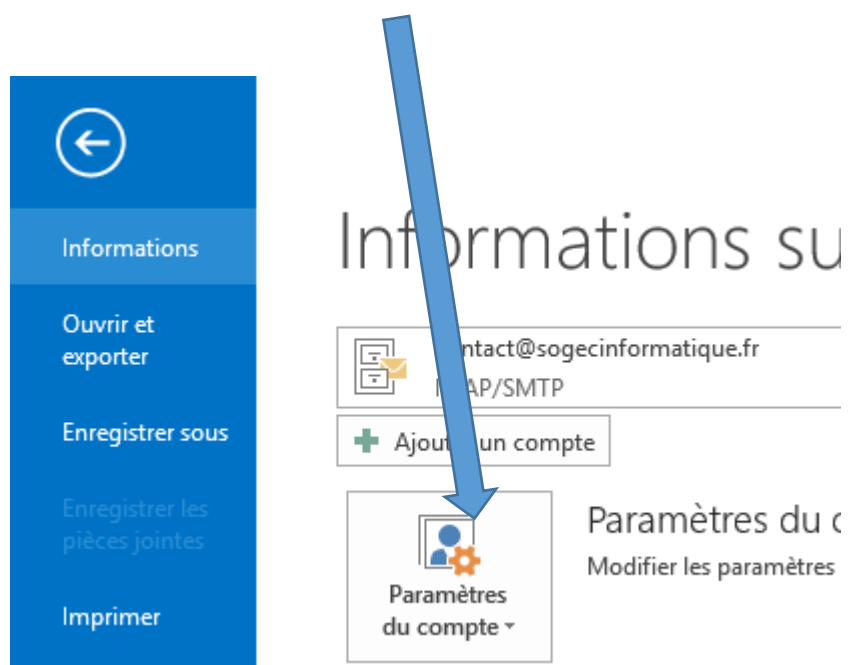 Informations
Ouvrir et
exporter
Enregistrer sous
Enregistrer les
pièces jointes
Imprimer
Informations su
ntact@sogecinformatique.fr
AP/SMTP
Ajout un compte
Paramètres
du compte
Paramètres du c
Modifier les paramètres